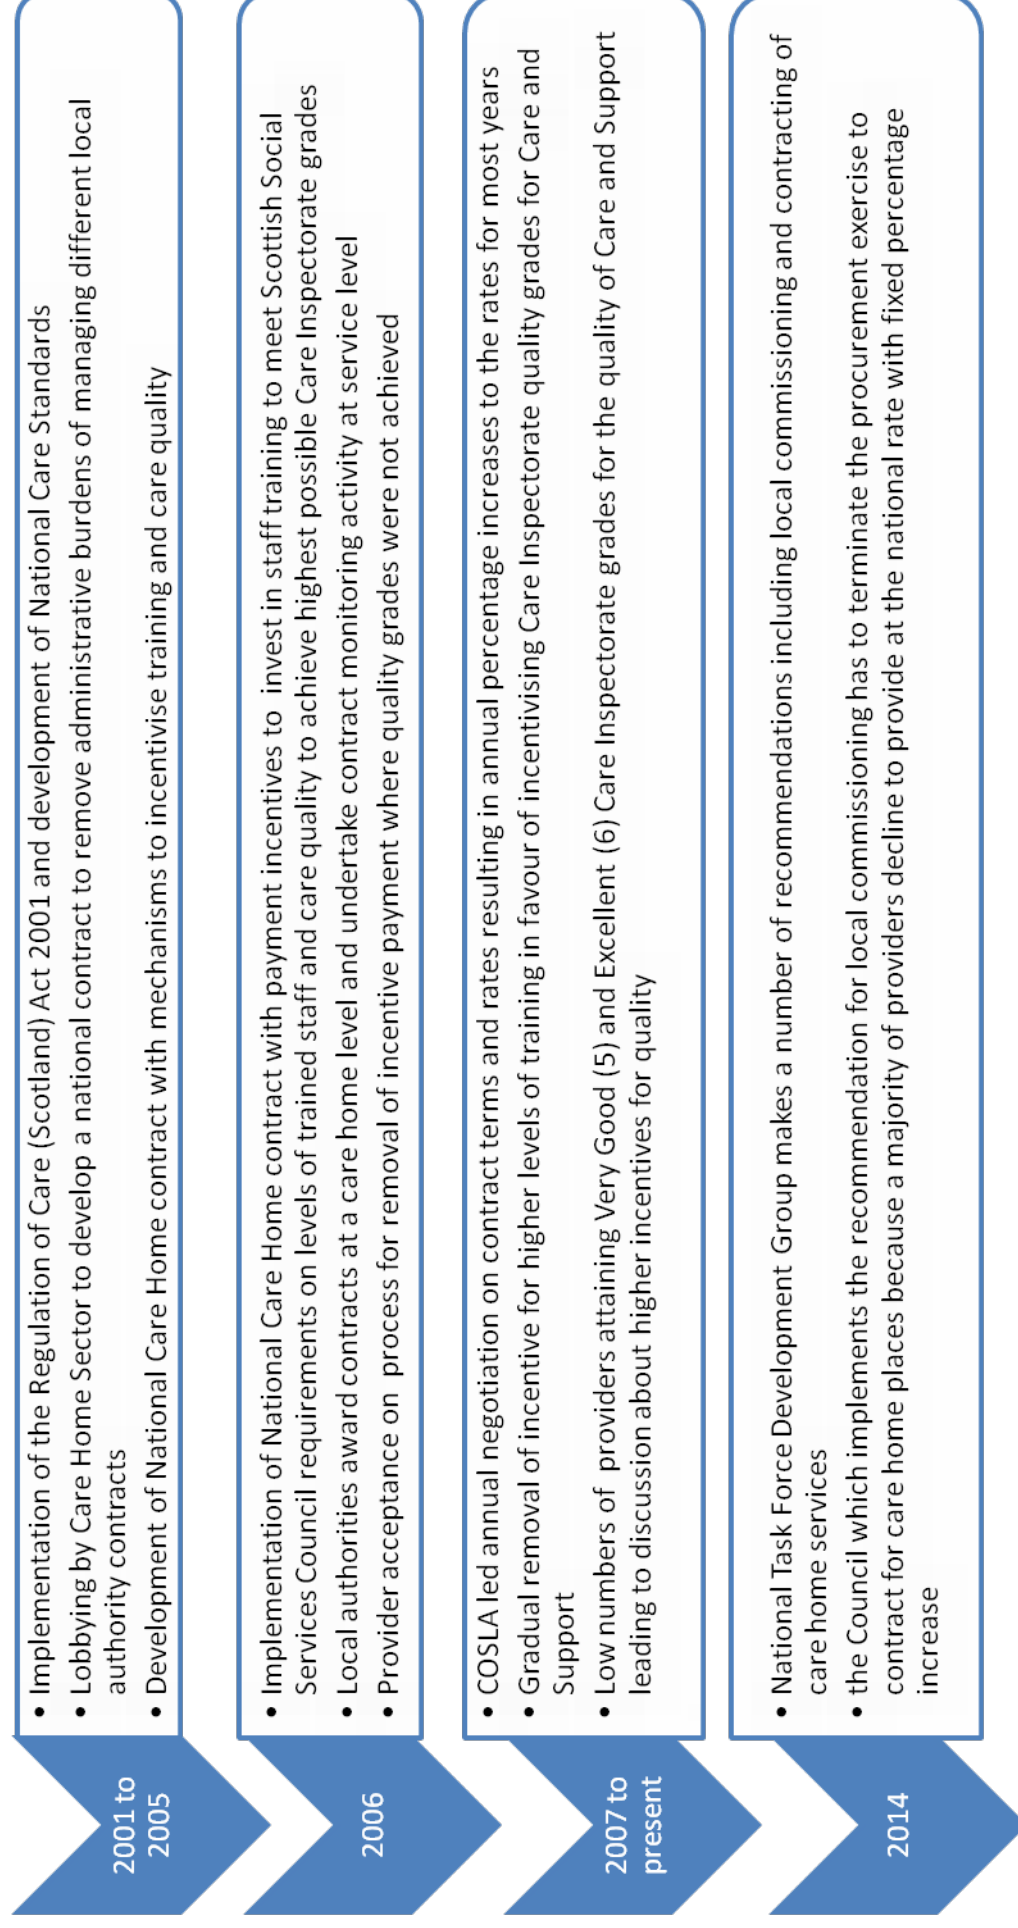 2001 to
2005
• Implementation of the Regulation of Care (Scotland) Act 2001 and development of National Care Standards
• Lobbying by Care Home Sector to develop a national contract to remove administrative burdens of managing different local
authority contracts
• Development of National Care Home contract with mechanisms to incentivise training and care quality
2006
• Implementation of National Care Home contract with payment incentives to invest in staff training to meet Scottish Social
Services Council requirements on levels of trained staff and care quality to achieve highest possible Care Inspectorate grades
• Local authorities award contracts at a care home level and undertake contract monitoring activity at service level
• Provider acceptance on process for removal of incentive payment where quality grades were not achieved
2007 to
present
• COSLA led annual negotiation on contract terms and rates resulting in annual percentage increases to the rates for most years
• Gradual removal of incentive for higher levels of training in favour of incentivising Care Inspectorate quality grades for Care and
Support
• Low numbers of providers attaining Very Good (5) and Excellent (6) Care Inspectorate grades for the quality of Care and Support
leading to discussion about higher incentives for quality
2014
• National Task Force Development Group makes a number of recommendations including local commissioning and contracting of
care home services
• the Council which implements the recommendation for local commissioning has to terminate the procurement exercise to
contract for care home places because a majority of providers decline to provide at the national rate with fixed percentage
increase